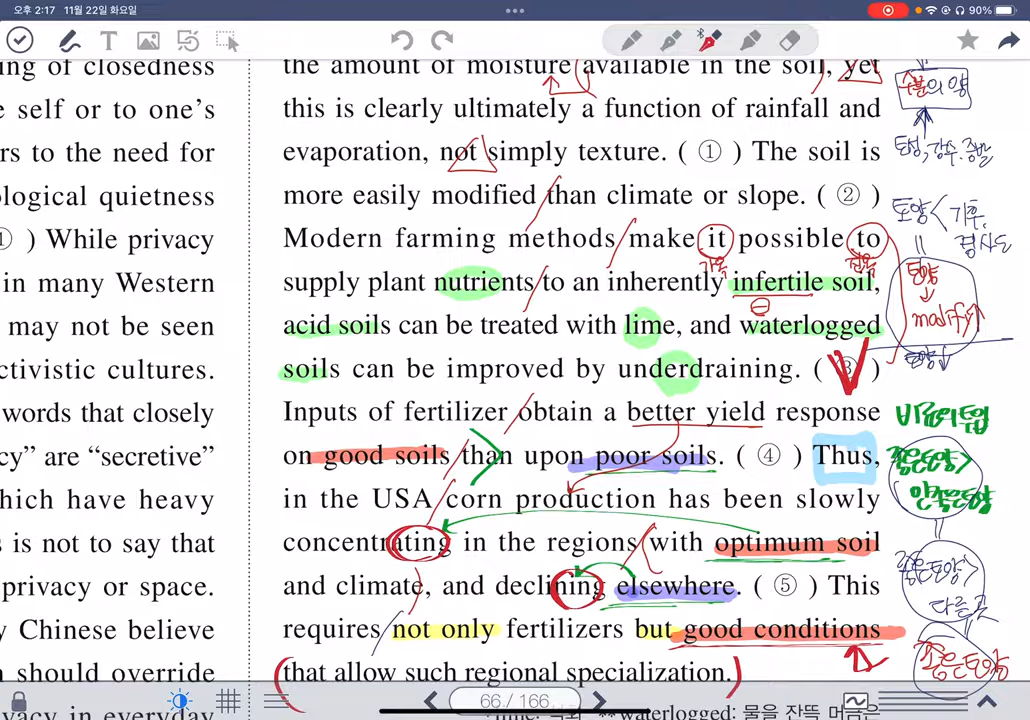 오후 2:17 11월 22일 화요일
90%
ing of closedness
e self or to one's
rs to the need for
ological quietness
) While privacy
in many Western
may not be seen
ctivistic cultures.
words that closely
cy" are "secretive"
which have heavy
s is not to say that
privacy or space.
y Chinese believe
n should override
vacy in everyday
the amount of moisture available in the soil, yet
this is clearly ultimately a function of rainfall and
evaporation, not simply texture. ( ① ) The soil is
more easily modified than climate or slope. ( ② )
Modern farming methods make it possible to
supply plant nutrients to an inherently infertile soil,
acid soils can be treated with lime, and waterlogged
soils can be improved by underdraining. ( ③ )
Inputs of fertilizer obtain a better yield response
on good soils than upon poor soils. ( ④ ) Thus,
in the USA corn production has been slowly
concentrating in the regions with optimum soil
and climate, and declining elsewhere. ( ⑤ ) This
requires not only fertilizers but good conditions
that allow such regional specialization.
waterlogged: 물을 잔뜩 머금은
66 / 166
수분의 양
토성, 강수, 증발
토양 < 기후,
경사도
토양
modify
비료의 투입
좋은토양>
안좋은토양
좋은토양>
다른곳
좋은토양